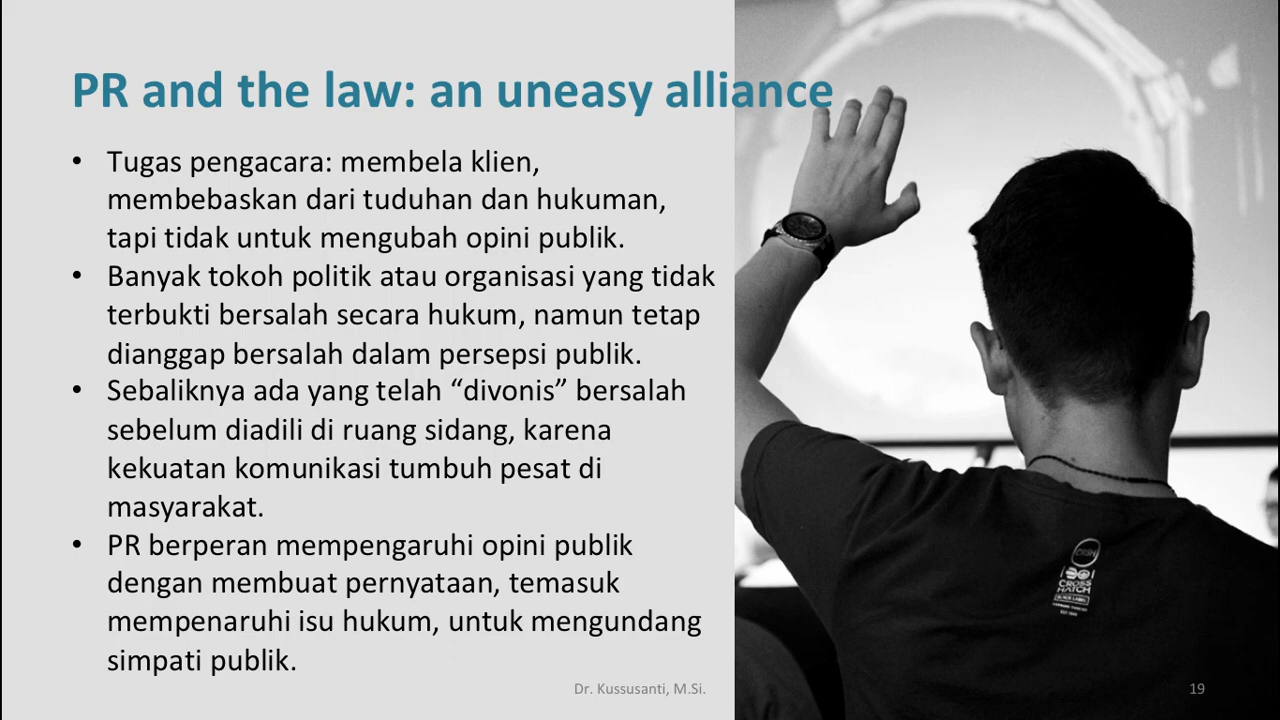 PR and the law: an uneasy alliance
• Tugas pengacara: membela klien,
membebaskan dari tuduhan dan hukuman,
tapi tidak untuk mengubah opini publik.
• Banyak tokoh politik atau organisasi yang tidak
terbukti bersalah secara hukum, namun tetap
dianggap bersalah dalam persepsi publik.
• Sebaliknya ada yang telah “divonis” bersalah
sebelum diadili di ruang sidang, karena
kekuatan komunikasi tumbuh pesat di
masyarakat.
• PR berperan mempengaruhi opini publik
dengan membuat pernyataan, temasuk
mempenaruhi isu hukum, untuk mengundang
simpati publik.
CROSS
HATCH
BLACK LABEL
Dr. Kussusanti, M.Si.
19